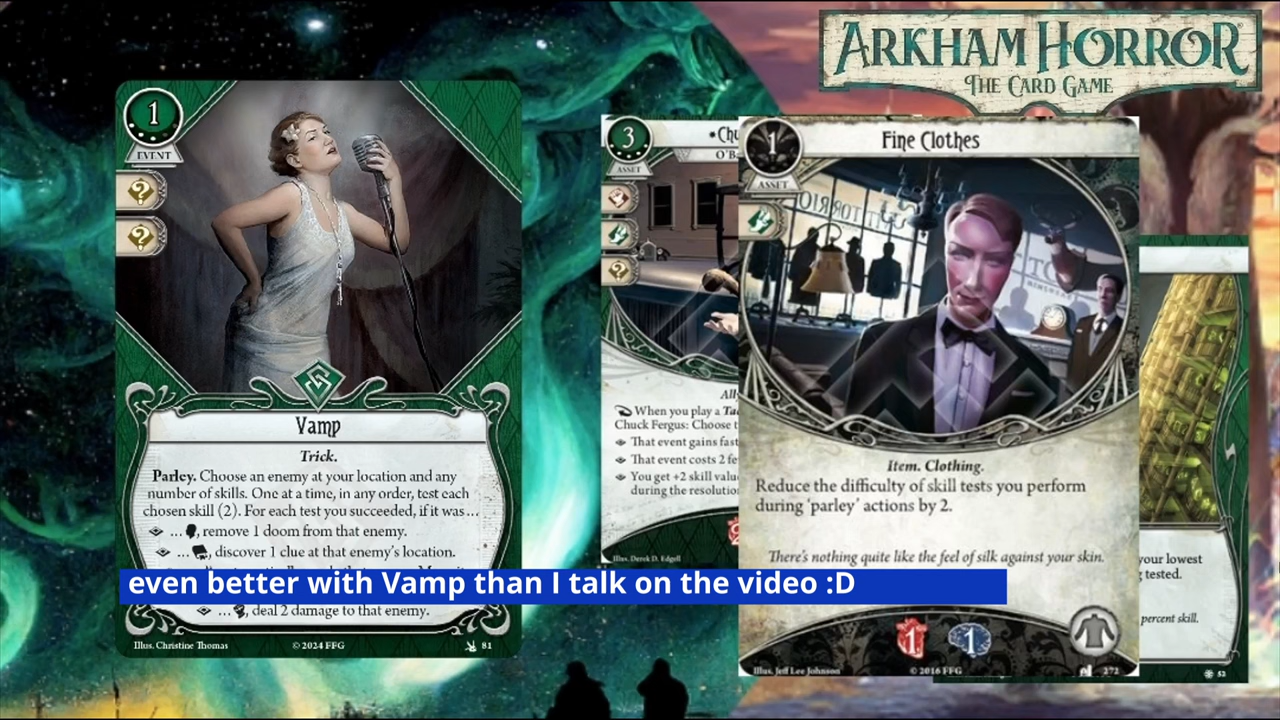 ARKHAM HORROR
THE CARD GAME
1
EVENT
Vamp
Trick.
Parley. Choose an enemy at your location and any
number of skills. One at a time, in any order, test each
chosen skill (2). For each test you succeeded, if it was...
..., remove 1 doom from that enemy.
..., discover 1 clue at that enemy's location.
even better with Vamp than I talk on the video :D
..., deal 2 damage to that enemy.
Illus. Christine Thomas
© 2024 FFG
81
3
ASSET
When you play a
Chuck Fergus: Choose
That event gains fast
That event costs 2
You get +2 skill
during the
Illus. Derek D. Edgell
1
ASSET
Fine Clothes
Item. Clothing.
Reduce the difficulty of skill tests you perform
during 'parley' actions by 2.
There's nothing quite like the feel of silk against your skin.
1
1
Illus. Jeff Lee Johnson
© 2016 FFG
272
your lowest
tested.
percent skill.
52